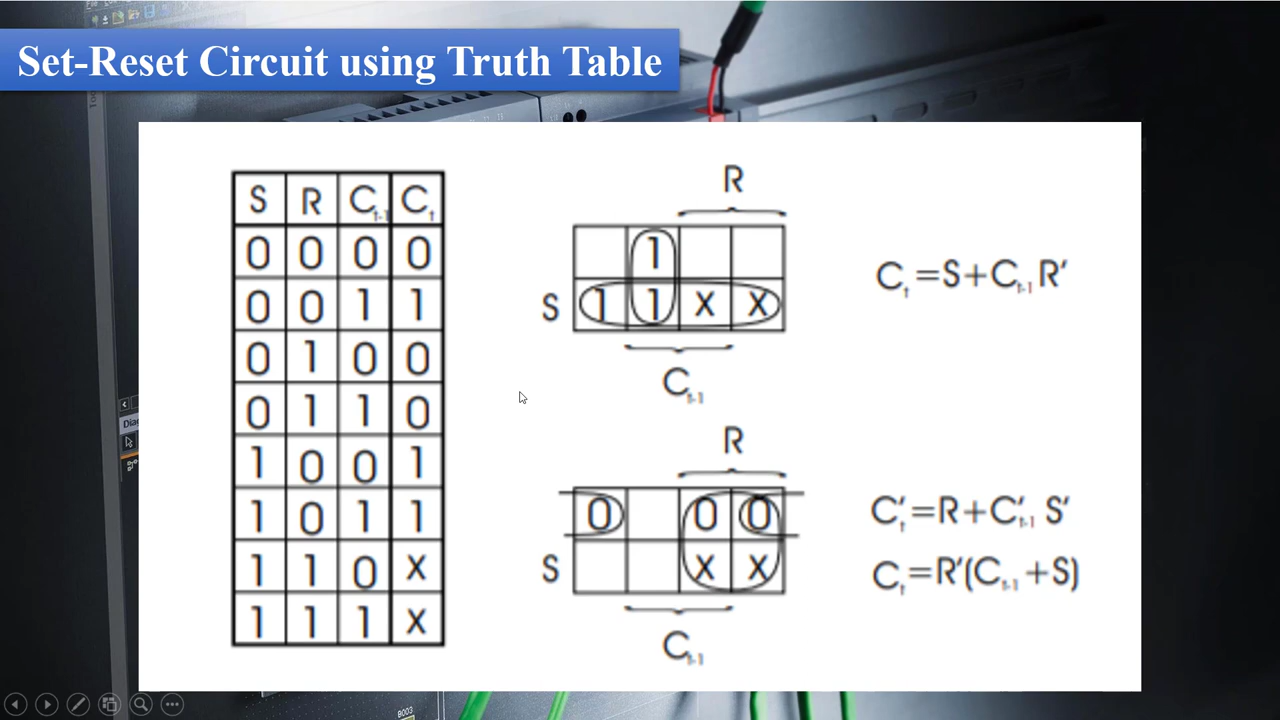 Set-Reset Circuit using Truth Table
S R Ct-1 Ct
0 0 0 0
0 0 1 1
0 1 0 0
0 1 1 0
1 0 0 1
1 0 1 1
1 1 0 x
1 1 1 x
R
1
S 1 1 x x
Ct-1
Ct=S+Ct-1 R′
R
0 0 0
S x x
Ct-1
C′t=R+C′t-1 S′
Ct=R′(Ct-1 +S)
Diag
8003